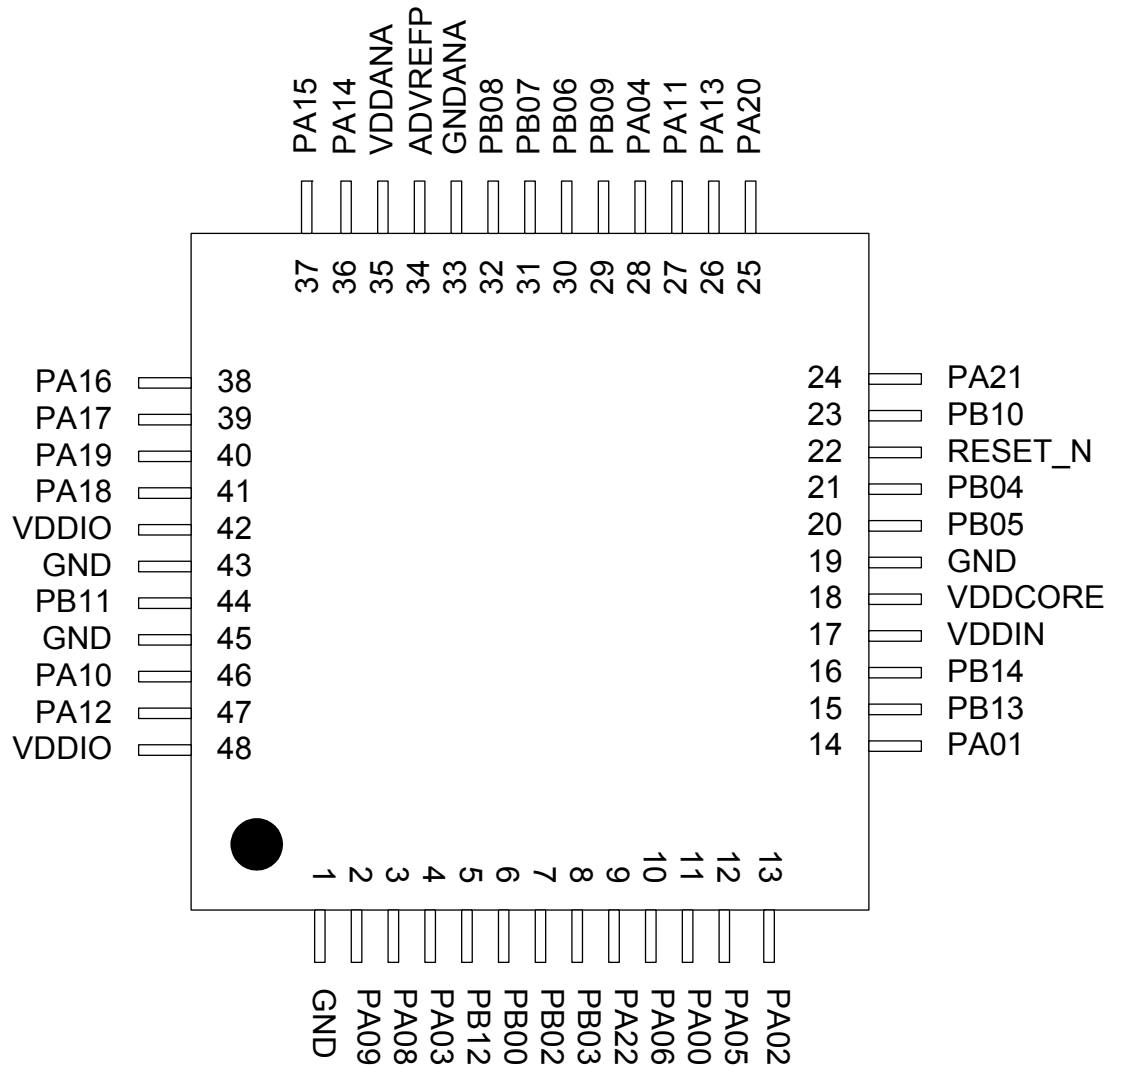 PA15 PA14 VDDANA ADVREFP GNDANA PB08 PB07 PB06 PB09 PA04 PA11 PA13 PA20
37 36 35 34 33 32 31 30 29 28 27 26 25
PA16 38 24 PA21
PA17 39 23 PB10
PA19 40 22 RESET_N
PA18 41 21 PB04
VDDIO 42 20 PB05
GND 43 19 GND
PB11 44 18 VDDCORE
GND 45 17 VDDIN
PA10 46 16 PB14
PA12 47 15 PB13
VDDIO 48 14 PA01
1 2 3 4 5 6 7 8 9 10 11 12 13
GND PA09 PA08 PA03 PB12 PB00 PB02 PB03 PA22 PA06 PA00 PA05 PA02